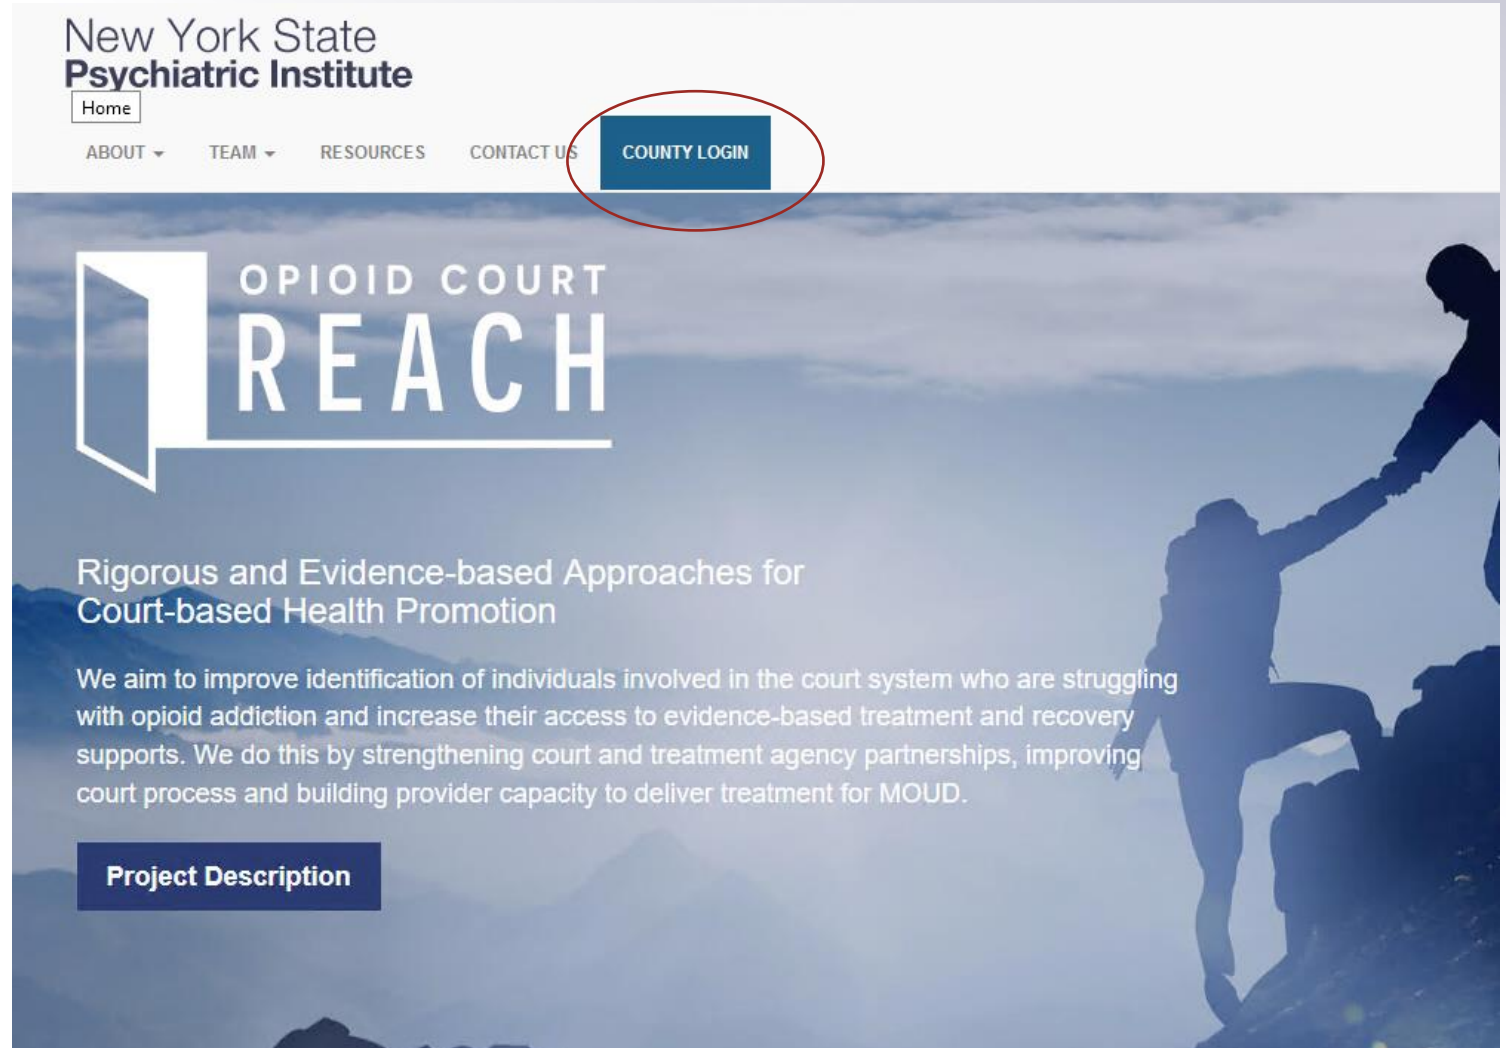 New York State
Psychiatric Institute
Home
ABOUT TEAM RESOURCES CONTACT US COUNTY LOGIN
OPIOID COURT
REACH
Rigorous and Evidence-based Approaches for
Court-based Health Promotion
We aim to improve identification of individuals involved in the court system who are struggling
with opioid addiction and increase their access to evidence-based treatment and recovery
supports. We do this by strengthening court and treatment agency partnerships, improving
court process and building provider capacity to deliver treatment for MOUD.
Project Description